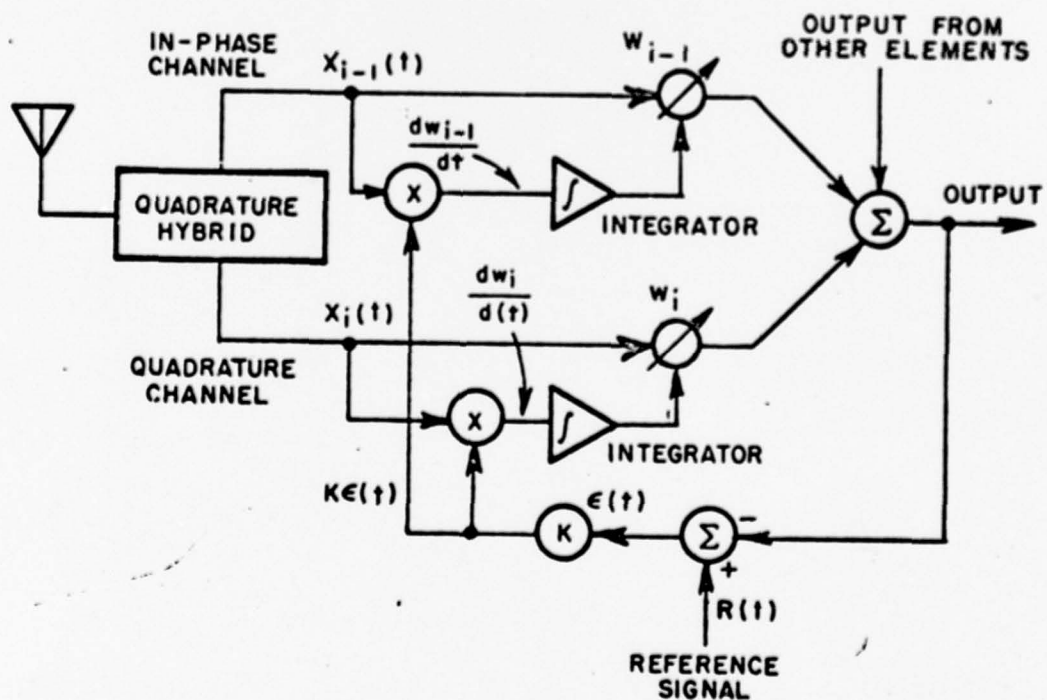 OUTPUT FROM
OTHER ELEMENTS
IN-PHASE
CHANNEL
X_{i-1}(t)
W_{i-1}
dw_{i-1}
dt
X
∫
INTEGRATOR
QUADRATURE
HYBRID
Σ
OUTPUT
dw_i
d(t)
W_i
X_i(t)
QUADRATURE
CHANNEL
X
∫
INTEGRATOR
Kϵ(t)
K
ϵ(t)
Σ
-
+
R(t)
REFERENCE
SIGNAL